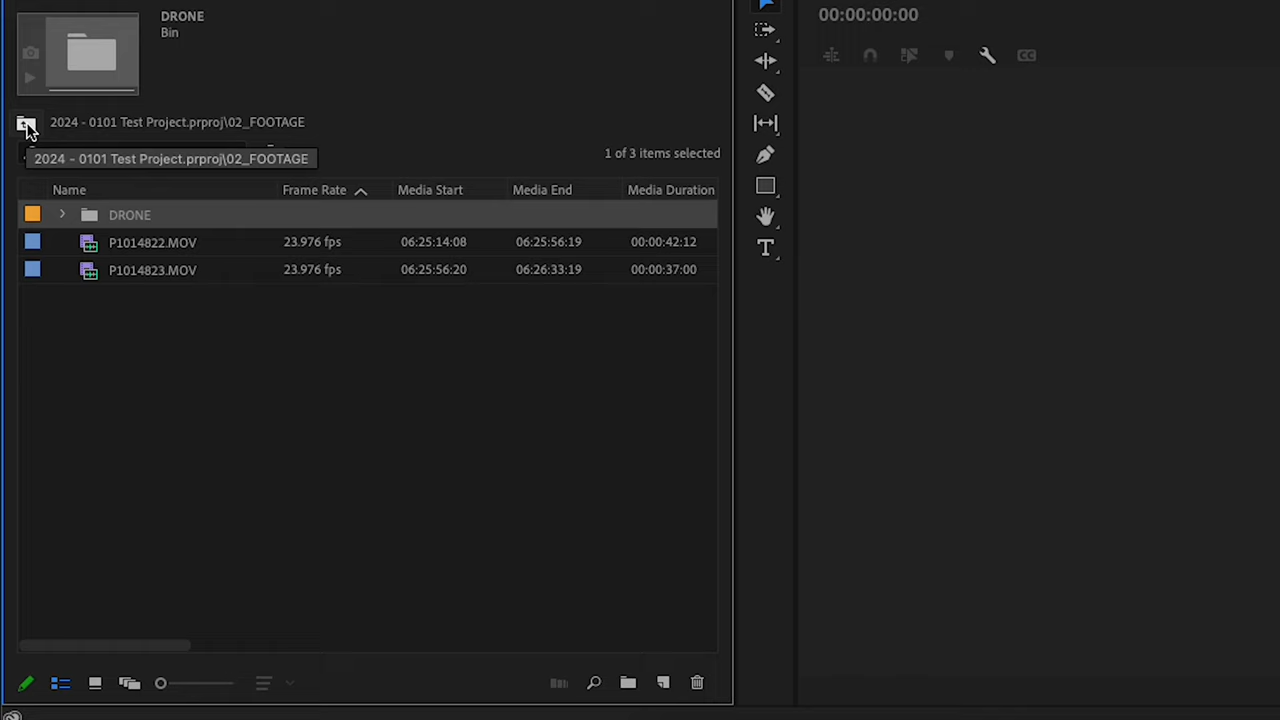 DRONE
Bin
00:00:00:00
2024 - 0101 Test Project.prproj\02_FOOTAGE
2024 - 0101 Test Project.prproj\02_FOOTAGE
1 of 3 items selected
Name Frame Rate Media Start Media End Media Duration
DRONE
P1014822.MOV 23.976 fps 06:25:14:08 06:25:56:19 00:00:42:12
P1014823.MOV 23.976 fps 06:25:56:20 06:26:33:19 00:00:37:00